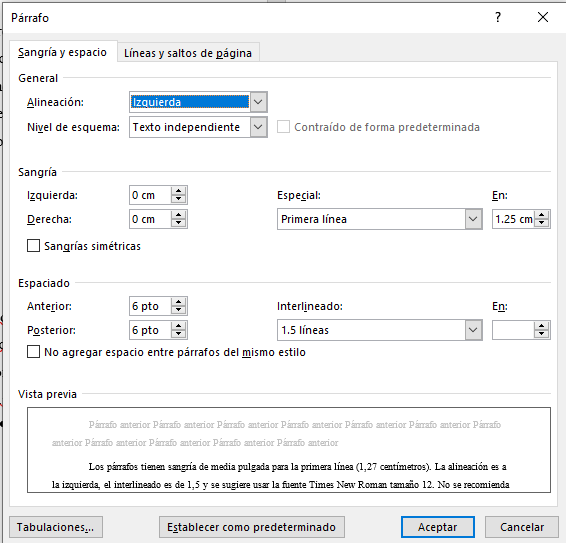 Párrafo ? ×
Sangría y espacio Líneas y saltos de página
General
Alineación: Izquierda
Nivel de esquema: Texto independiente Contraído de forma predeterminada
Sangría
Izquierda: 0 cm Especial: En:
Derecha: 0 cm Primera línea 1.25 cm
Sangrías simétricas
Espaciado
Anterior: 6 pto Interlineado: En:
Posterior: 6 pto 1.5 líneas
No agregar espacio entre párrafos del mismo estilo
Vista previa
Párrafo anterior Párrafo anterior Párrafo anterior Párrafo anterior Párrafo anterior Párrafo anterior Párrafo
anterior Párrafo anterior Párrafo anterior Párrafo anterior Párrafo anterior
Los párrafos tienen sangría de media pulgada para la primera línea (1,27 centímetros). La alineación es a
la izquierda, el interlineado es de 1,5 y se sugiere usar la fuente Times New Roman tamaño 12. No se recomienda
Tabulaciones... Establecer como predeterminado Aceptar Cancelar